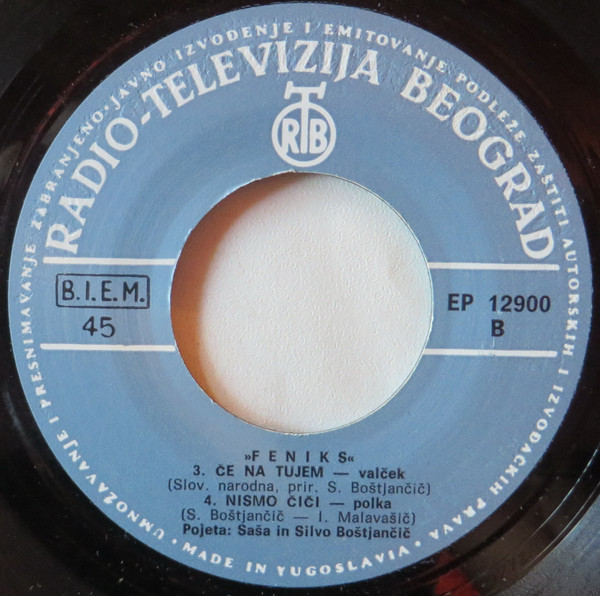 UMNOŽAVANJE I PRESNIMAVANJE ZABRANJENO · JAVNO IZVOĐENJE I EMITOVANJE PODLEŽE ZAŠTITI AUTORSKIH I IZVOĐAČKIH PRAVA ·
RADIO-TELEVIZIJA BEOGRAD
RTB
B.I.E.M.
45
EP 12900
B
»FENIKS«
3. ČE NA TUJEM — valček
(Slov. narodna, prir. S. Boštjančič)
4. NISMO ČIČI — polka
(S. Boštjančič — I. Malavašič)
Pojeta: Saša in Silvo Boštjančič
MADE IN YUGOSLAVIA ·